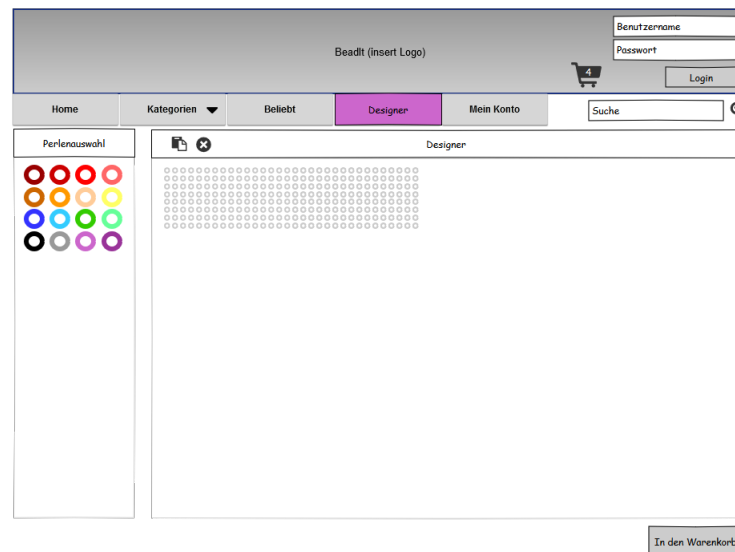 Benutzername
BeadIt (insert Logo)
Passwort
4
Login
Home
Kategorien
Beliebt
Designer
Mein Konto
Suche
Perlenauswahl
Designer
In den Warenkorb